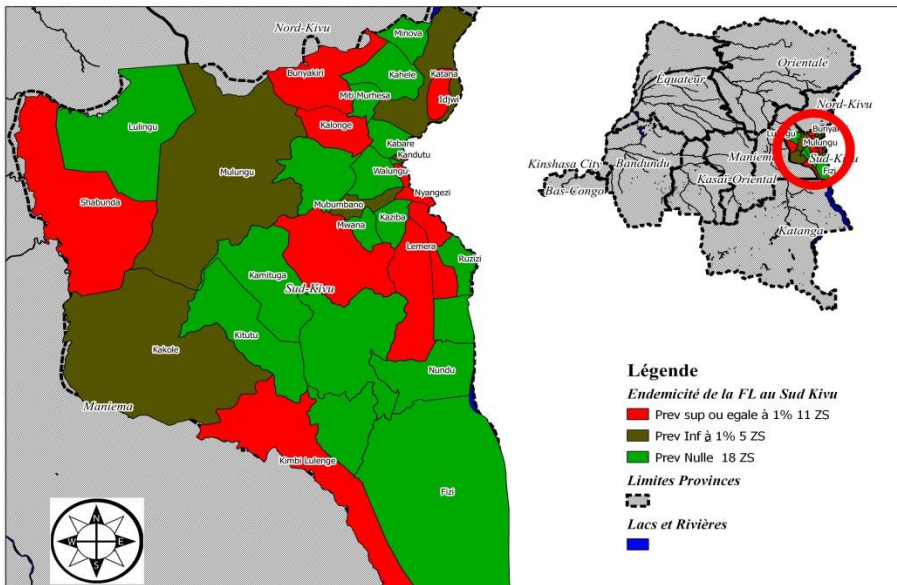 Nord-Kivu
Minova
Bunyakiri
Kahele
Katana
Miti Murhesa
Idjwi
Lulingu
Kalonge
Kabare
Kandutu
Mulungu
Walungu
Nyangezi
Shabunda
Mubumbano
Mwana
Kaziba
Lemera
Ruzizi
Kamituga
Sud-Kivu
Kitutu
Kakole
Nundu
Maniema
Kimbi Lulenge
Fizi
N
W
E
S
Équateur
Orientale
Nord-Kivu
Bunya
Mulungu
Kinshasa City
Bandundu
Maniema
Sud-Kivu
Fizi
Bas-Congo
Kasaï-Oriental
Katanga
Légende
Endemicité de la FL au Sud Kivu
Prev sup ou egale à 1% 11 ZS
Prev Inf à 1% 5 ZS
Prev Nulle 18 ZS
Limites Provinces
Lacs et Rivières